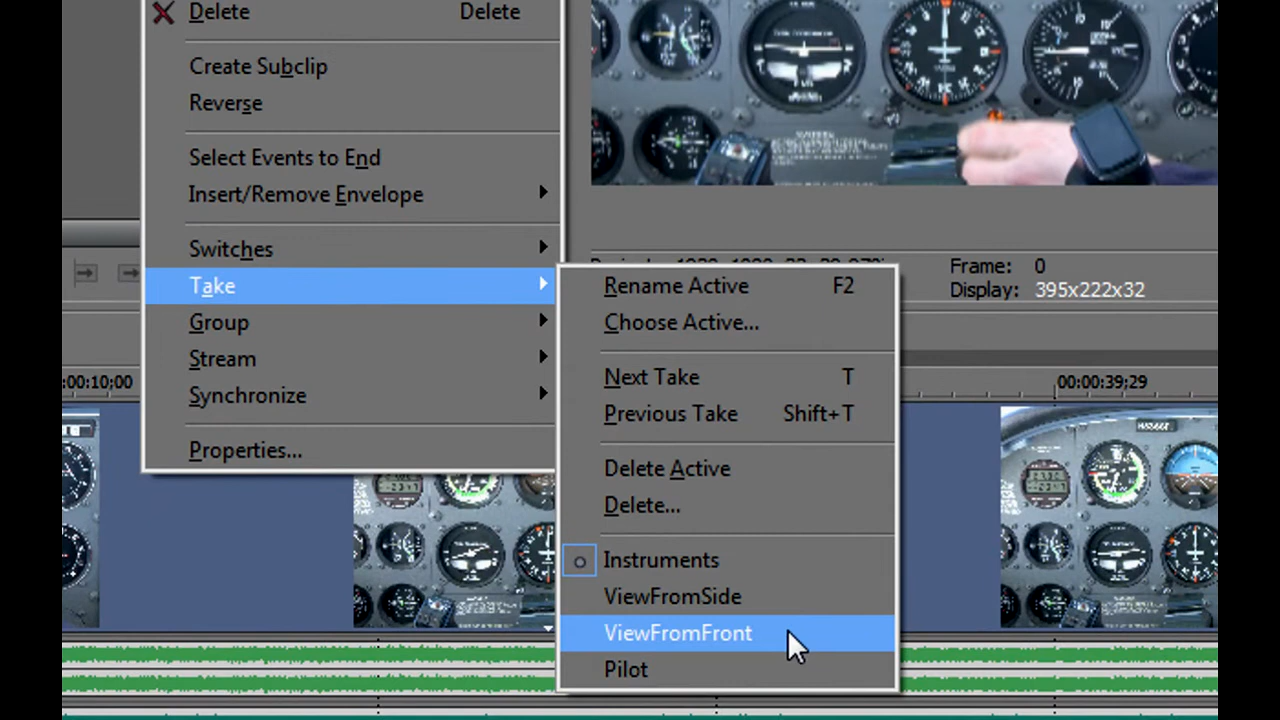 Delete Delete
Create Subclip
Reverse
Select Events to End
Insert/Remove Envelope
Switches
Take
Group
Stream
Synchronize
Properties...
Rename Active F2
Choose Active...
Next Take T
Previous Take Shift+T
Delete Active
Delete...
Instruments
ViewFromSide
ViewFromFront
Pilot
Frame: 0
Display: 395x222x32
:00:10;00
00:00:39;29